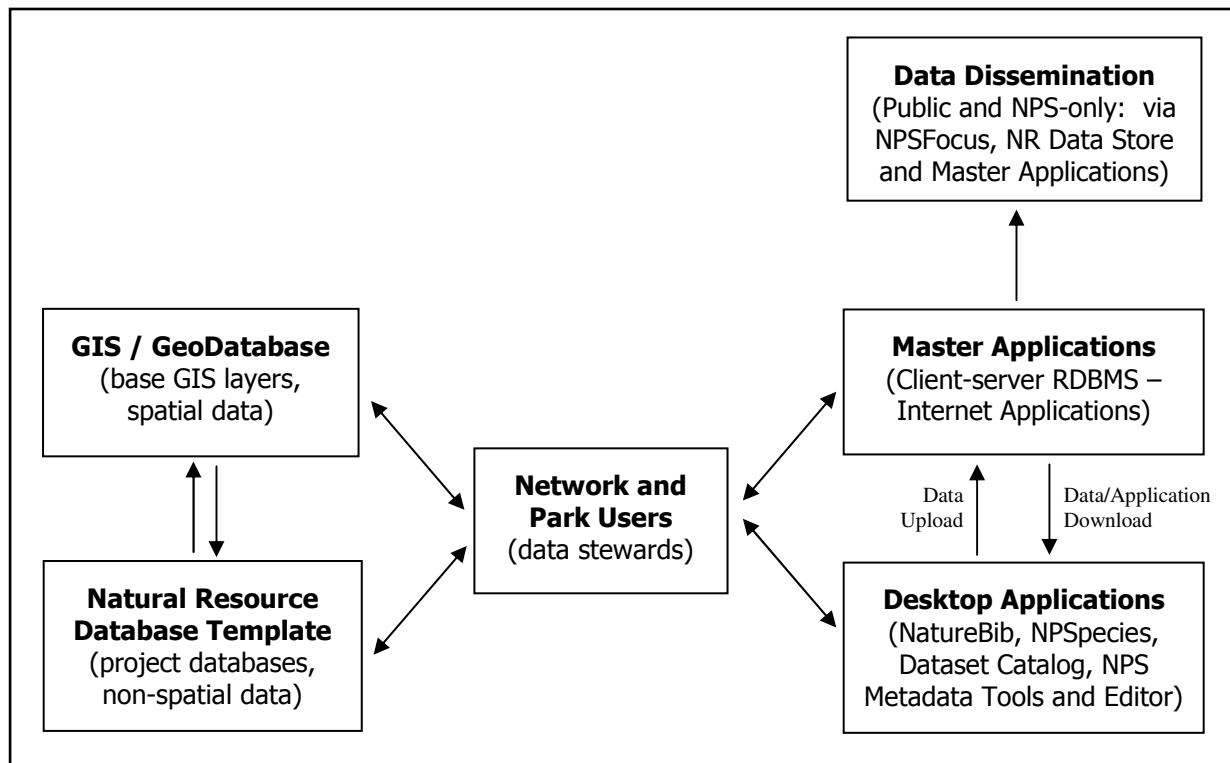 Data Dissemination
(Public and NPS-only: via
NPSFocus, NR Data Store
and Master Applications)
GIS / GeoDatabase
(base GIS layers,
spatial data)
Master Applications
(Client-server RDBMS –
Internet Applications)
Network and
Park Users
(data stewards)
Data
Upload
Data/Application
Download
Natural Resource
Database Template
(project databases,
non-spatial data)
Desktop Applications
(NatureBib, NPSpecies,
Dataset Catalog, NPS
Metadata Tools and Editor)